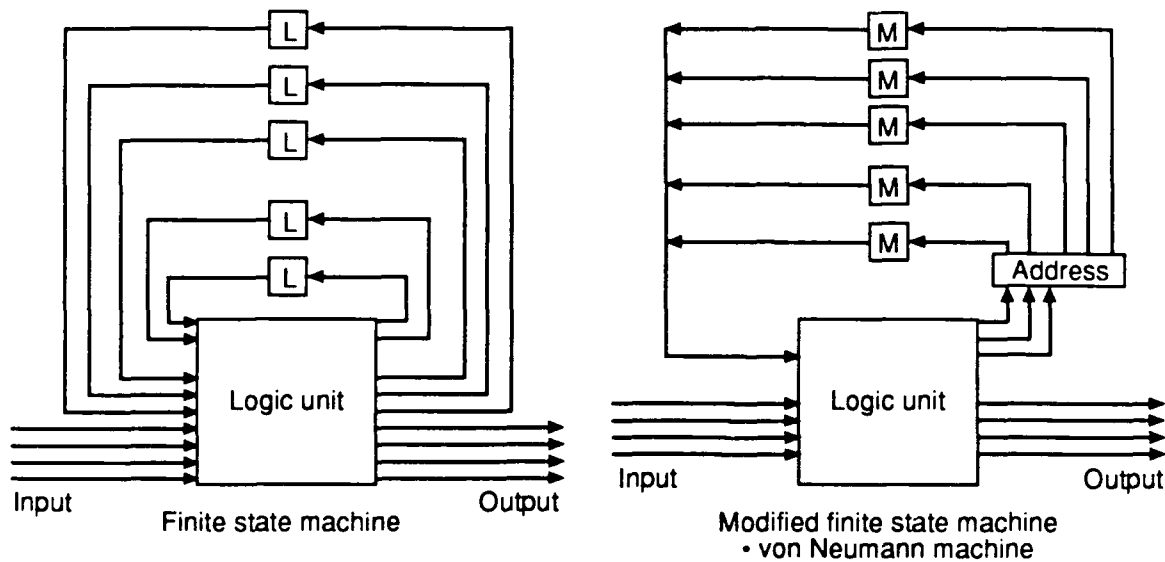 L
L
L
L
L
Logic unit
Input
Output
Finite state machine
M
M
M
M
M
Address
Logic unit
Input
Output
Modified finite state machine
• von Neumann machine